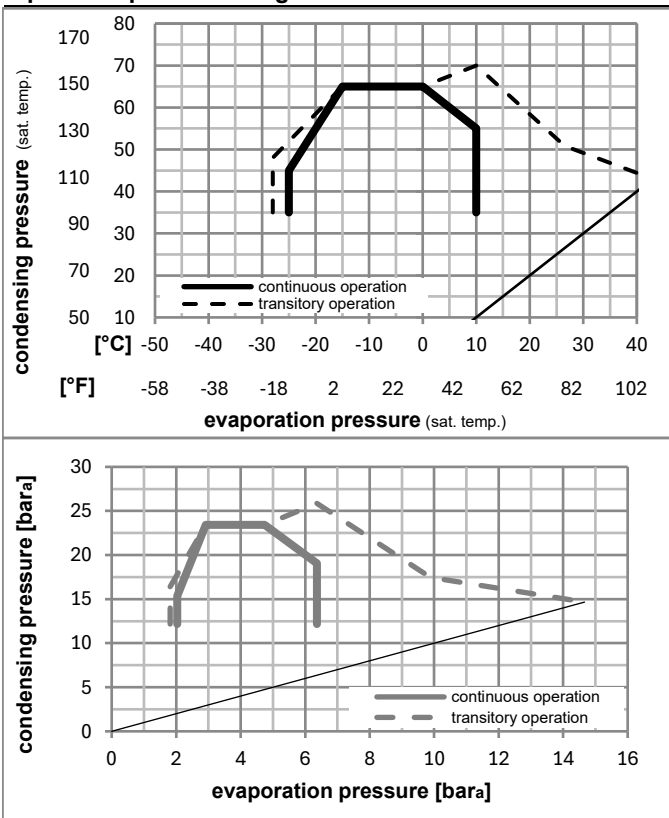 170 80
150 70
130 60
50
110 40
90 30
70 20
50 10
condensing pressure (sat. temp.)
continuous operation
transitory operation
[°C] -50 -40 -30 -20 -10 0 10 20 30 40
[°F] -58 -38 -18 2 22 42 62 82 102
evaporation pressure (sat. temp.)
30
25
20
15
10
5
0
condensing pressure [bara]
continuous operation
transitory operation
0 2 4 6 8 10 12 14 16
evaporation pressure [bara]